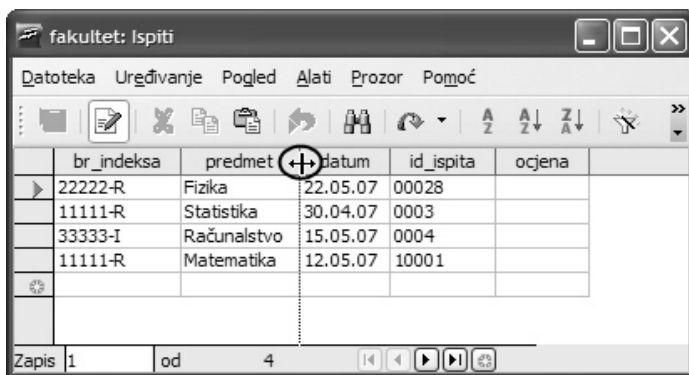 fakultet: Ispiti
Datoteka Uređivanje Pogled Alati Prozor Pomoć
br_indeksa predmet datum id_ispita ocjena
22222-R Fizika 22.05.07 00028
11111-R Statistika 30.04.07 0003
33333-I Računalstvo 15.05.07 0004
11111-R Matematika 12.05.07 10001
Zapis 1 od 4